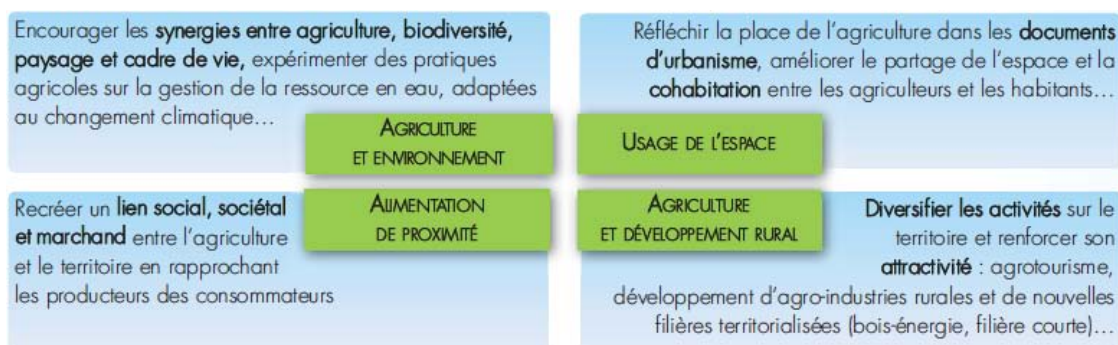 Encourager les synergies entre agriculture, biodiversité,
paysage et cadre de vie, expérimenter des pratiques
agricoles sur la gestion de la ressource en eau, adaptées
au changement climatique…
AGRICULTURE
ET ENVIRONNEMENT
Réfléchir la place de l’agriculture dans les documents
d’urbanisme, améliorer le partage de l’espace et la
cohabitation entre les agriculteurs et les habitants…
USAGE DE L’ESPACE
Recréer un lien social, sociétal
et marchand entre l’agriculture
et le territoire en rapprochant
les producteurs des consommateurs
ALIMENTATION
DE PROXIMITÉ
AGRICULTURE
ET DÉVELOPPEMENT RURAL
Diversifier les activités sur le
territoire et renforcer son
attractivité : agrotourisme,
développement d’agro-industries rurales et de nouvelles
filières territorialisées (bois-énergie, filière courte)…